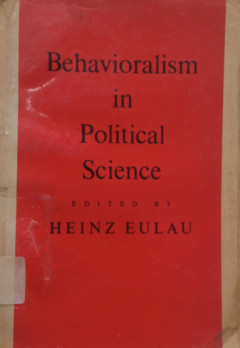 Behavioralism
in
Political
Science
EDITED BY
HEINZ EULAU